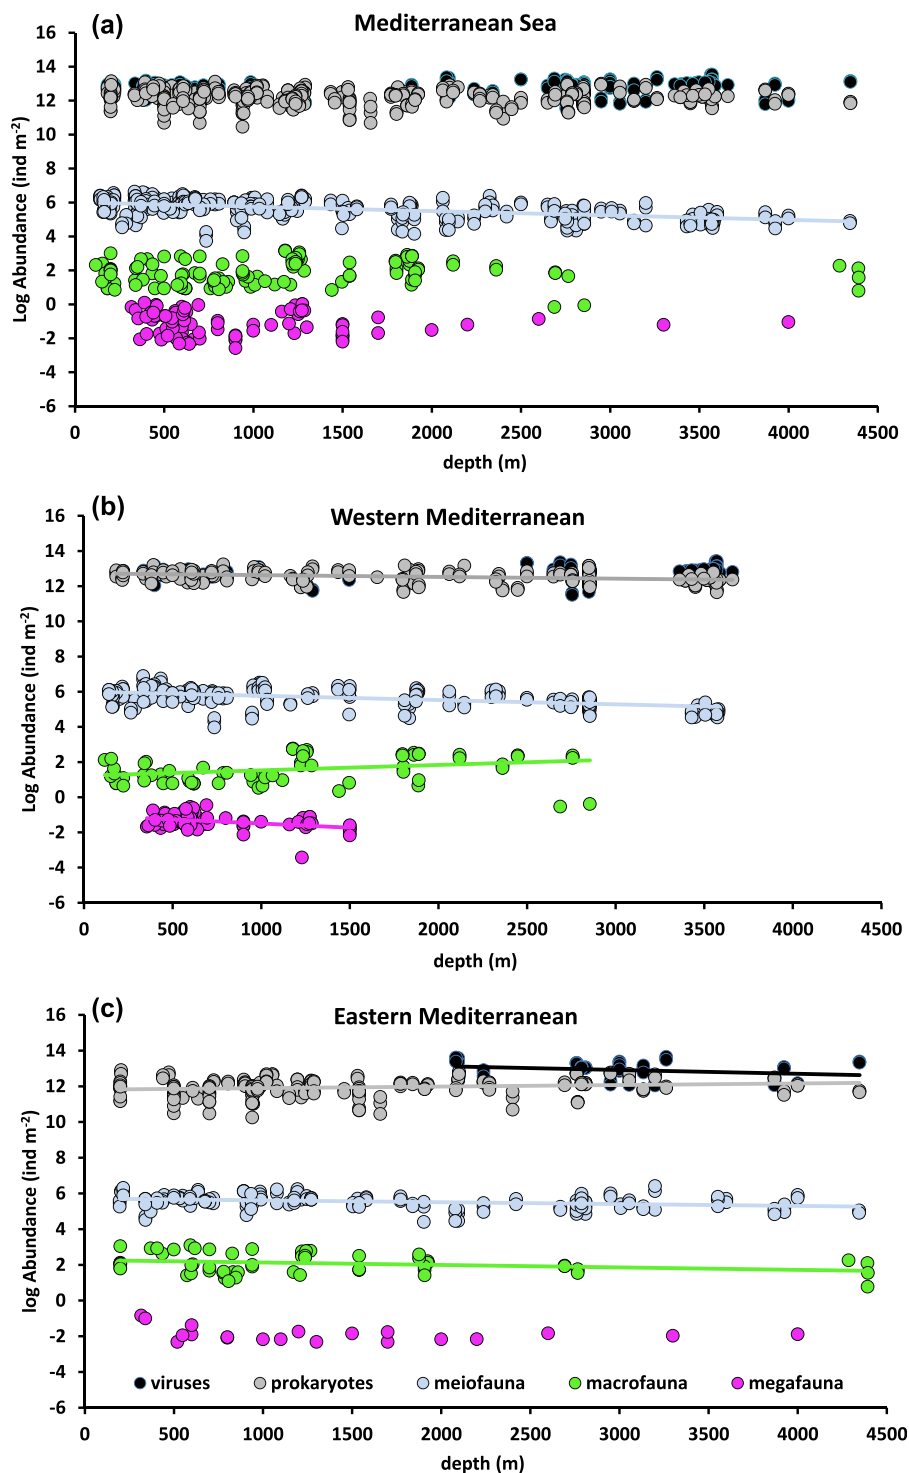 (a)
Mediterranean Sea
Log Abundance (ind m-2)
16
14
12
10
8
6
4
2
0
-2
-4
-6
0 500 1000 1500 2000 2500 3000 3500 4000 4500
depth (m)
(b)
Western Mediterranean
Log Abundance (ind m-2)
16
14
12
10
8
6
4
2
0
-2
-4
-6
0 500 1000 1500 2000 2500 3000 3500 4000 4500
depth (m)
(c)
Eastern Mediterranean
log Abundance (ind m-2)
16
14
12
10
8
6
4
2
0
-2
-4
-6
viruses prokaryotes meiofauna macrofauna megafauna
0 500 1000 1500 2000 2500 3000 3500 4000 4500
depth (m)